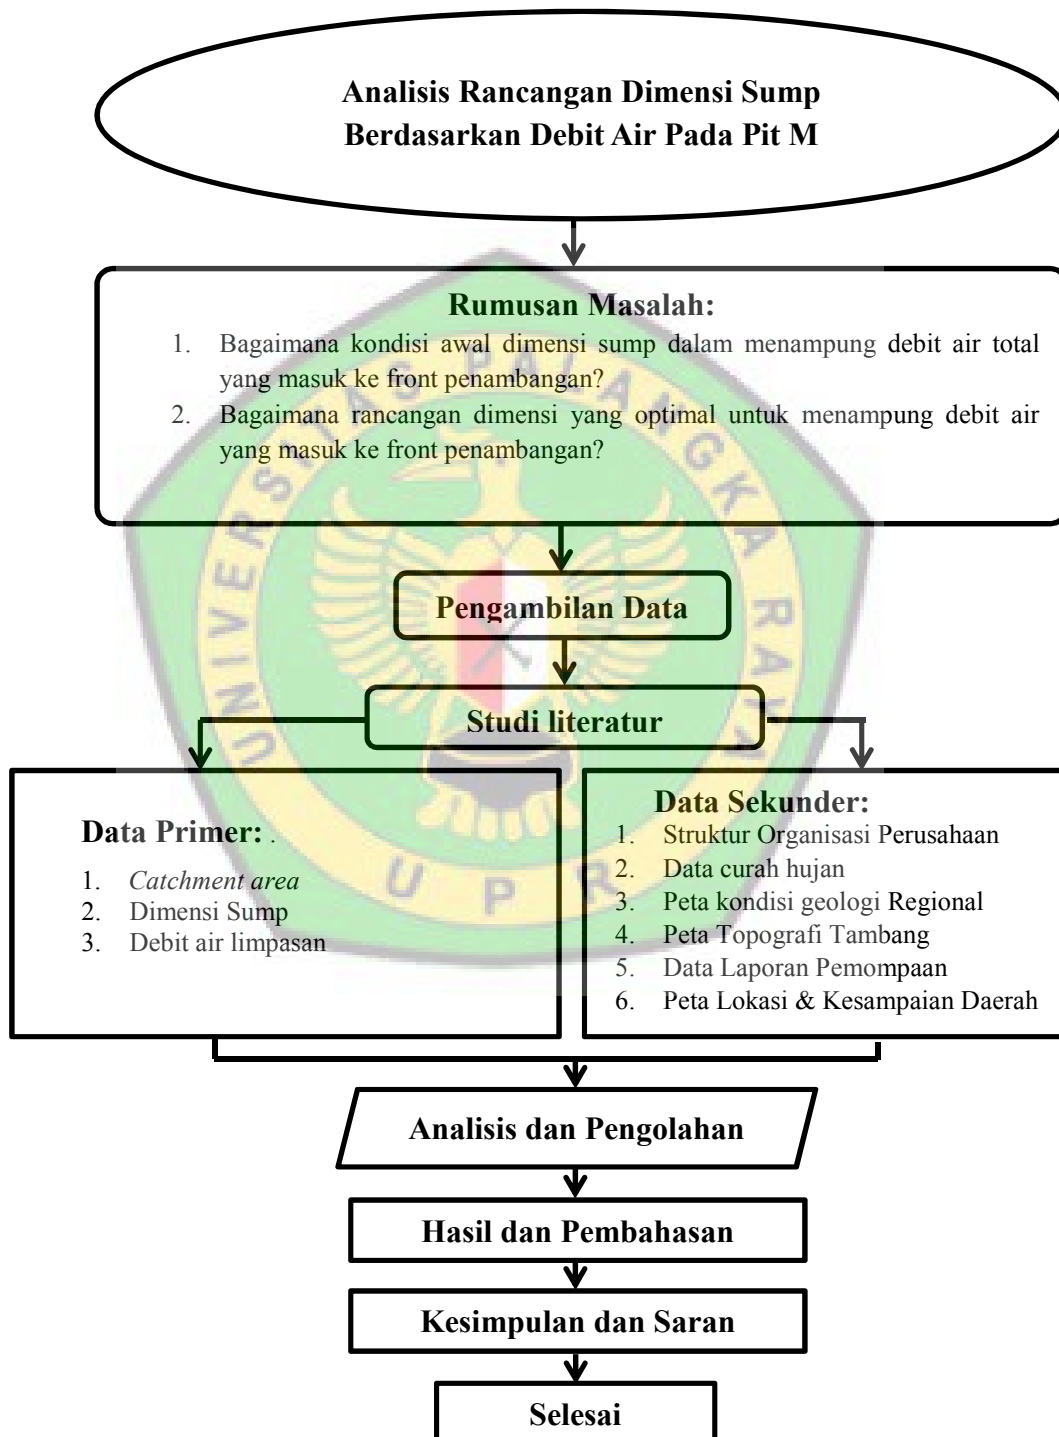 Analisis Rancangan Dimensi Sump
Berdasarkan Debit Air Pada Pit M
Rumusan Masalah:
1. Bagaimana kondisi awal dimensi sump dalam menampung debit air total
yang masuk ke front penambangan?
2. Bagaimana rancangan dimensi yang optimal untuk menampung debit air
yang masuk ke front penambangan?
Pengambilan Data
Studi literatur
Data Primer: .
1. Catchment area
2. Dimensi Sump
3. Debit air limpasan
Data Sekunder:
1. Struktur Organisasi Perusahaan
2. Data curah hujan
3. Peta kondisi geologi Regional
4. Peta Topografi Tambang
5. Data Laporan Pemompaan
6. Peta Lokasi & Kesampaian Daerah
Analisis dan Pengolahan
Hasil dan Pembahasan
Kesimpulan dan Saran
Selesai
UNIVERSITAS PALANGKA RAYA
UPR